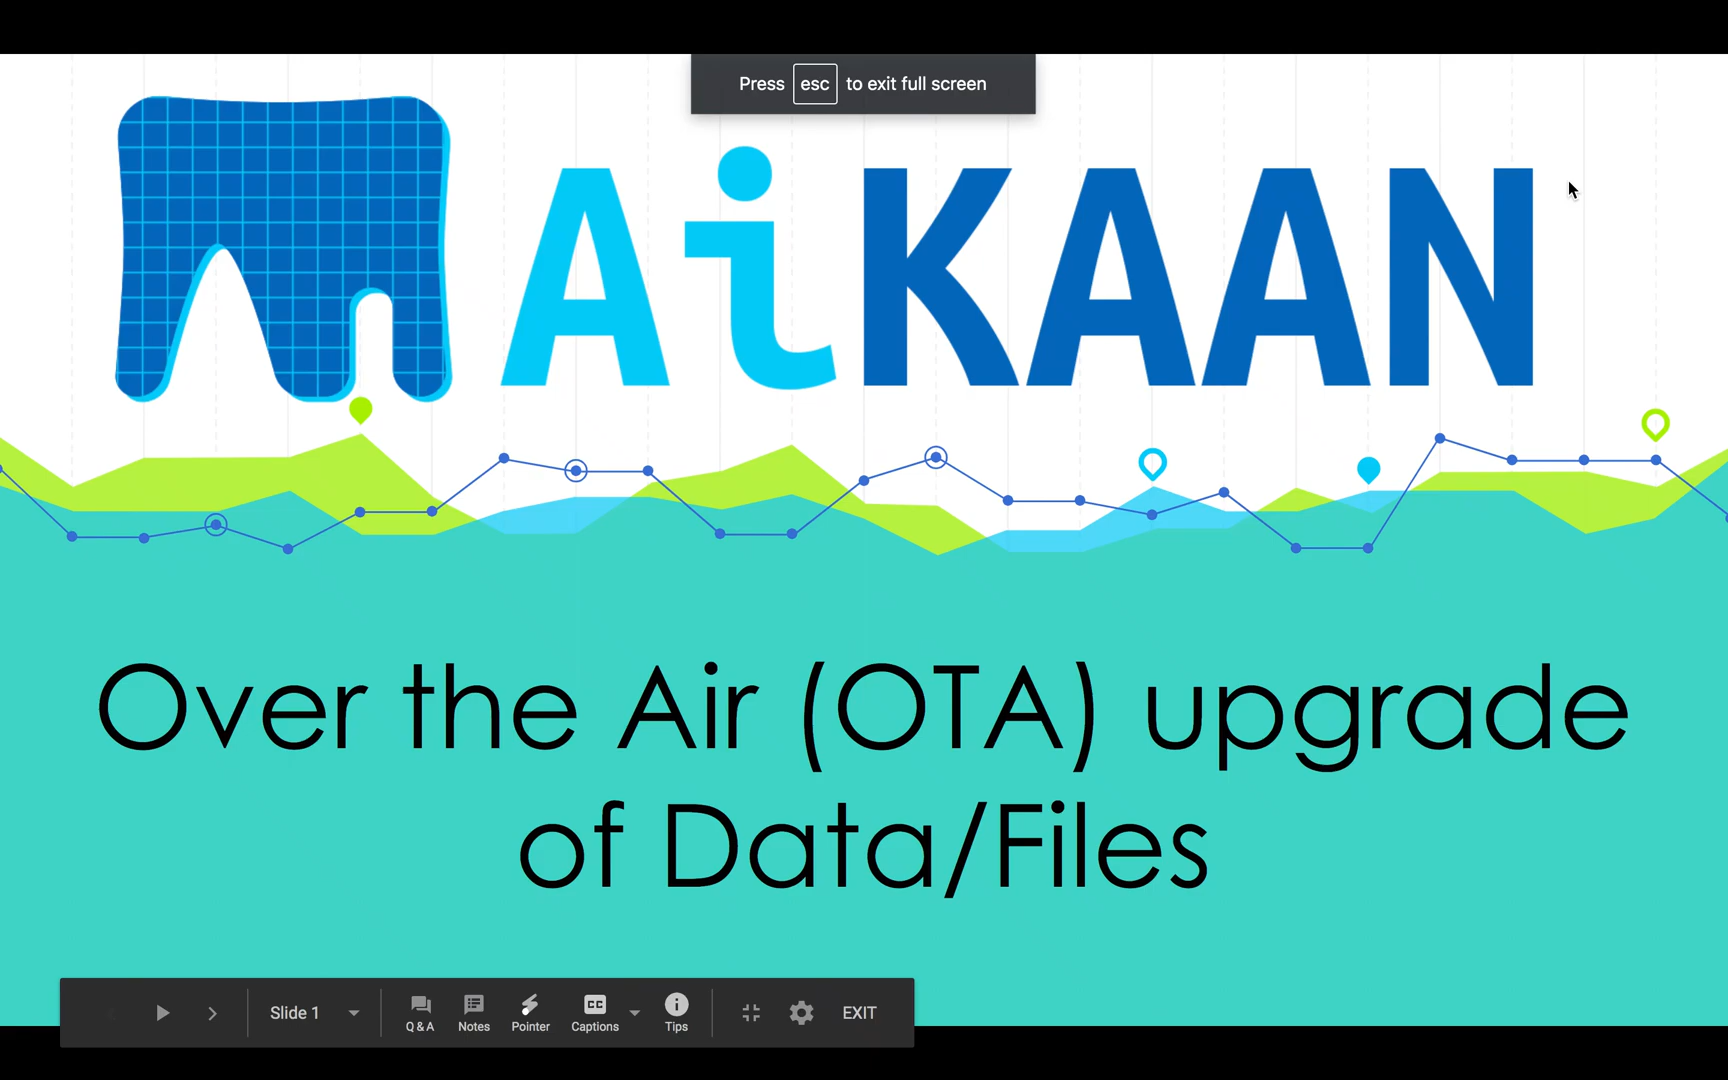 Press esc to exit full screen
AiKAAN
Over the Air (OTA) upgrade
of Data/Files
Slide 1
Q & A
Notes
Pointer
CC
Captions
Tips
EXIT